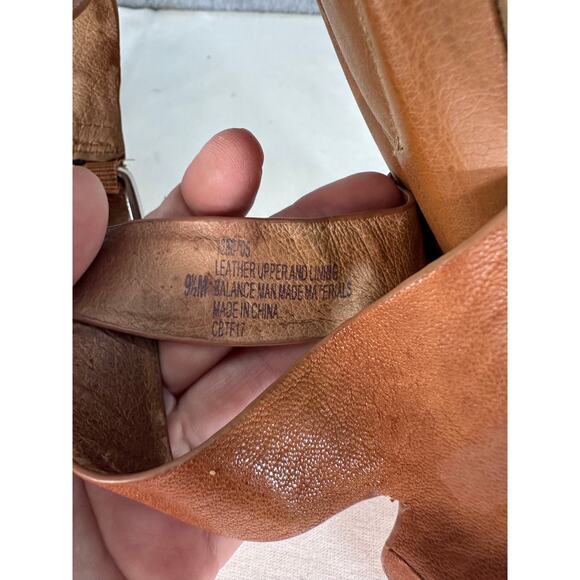 9½M
LEATHER UPPER AND LINING
BALANCE MAN MADE MATERIALS
MADE IN CHINA
CBTF17